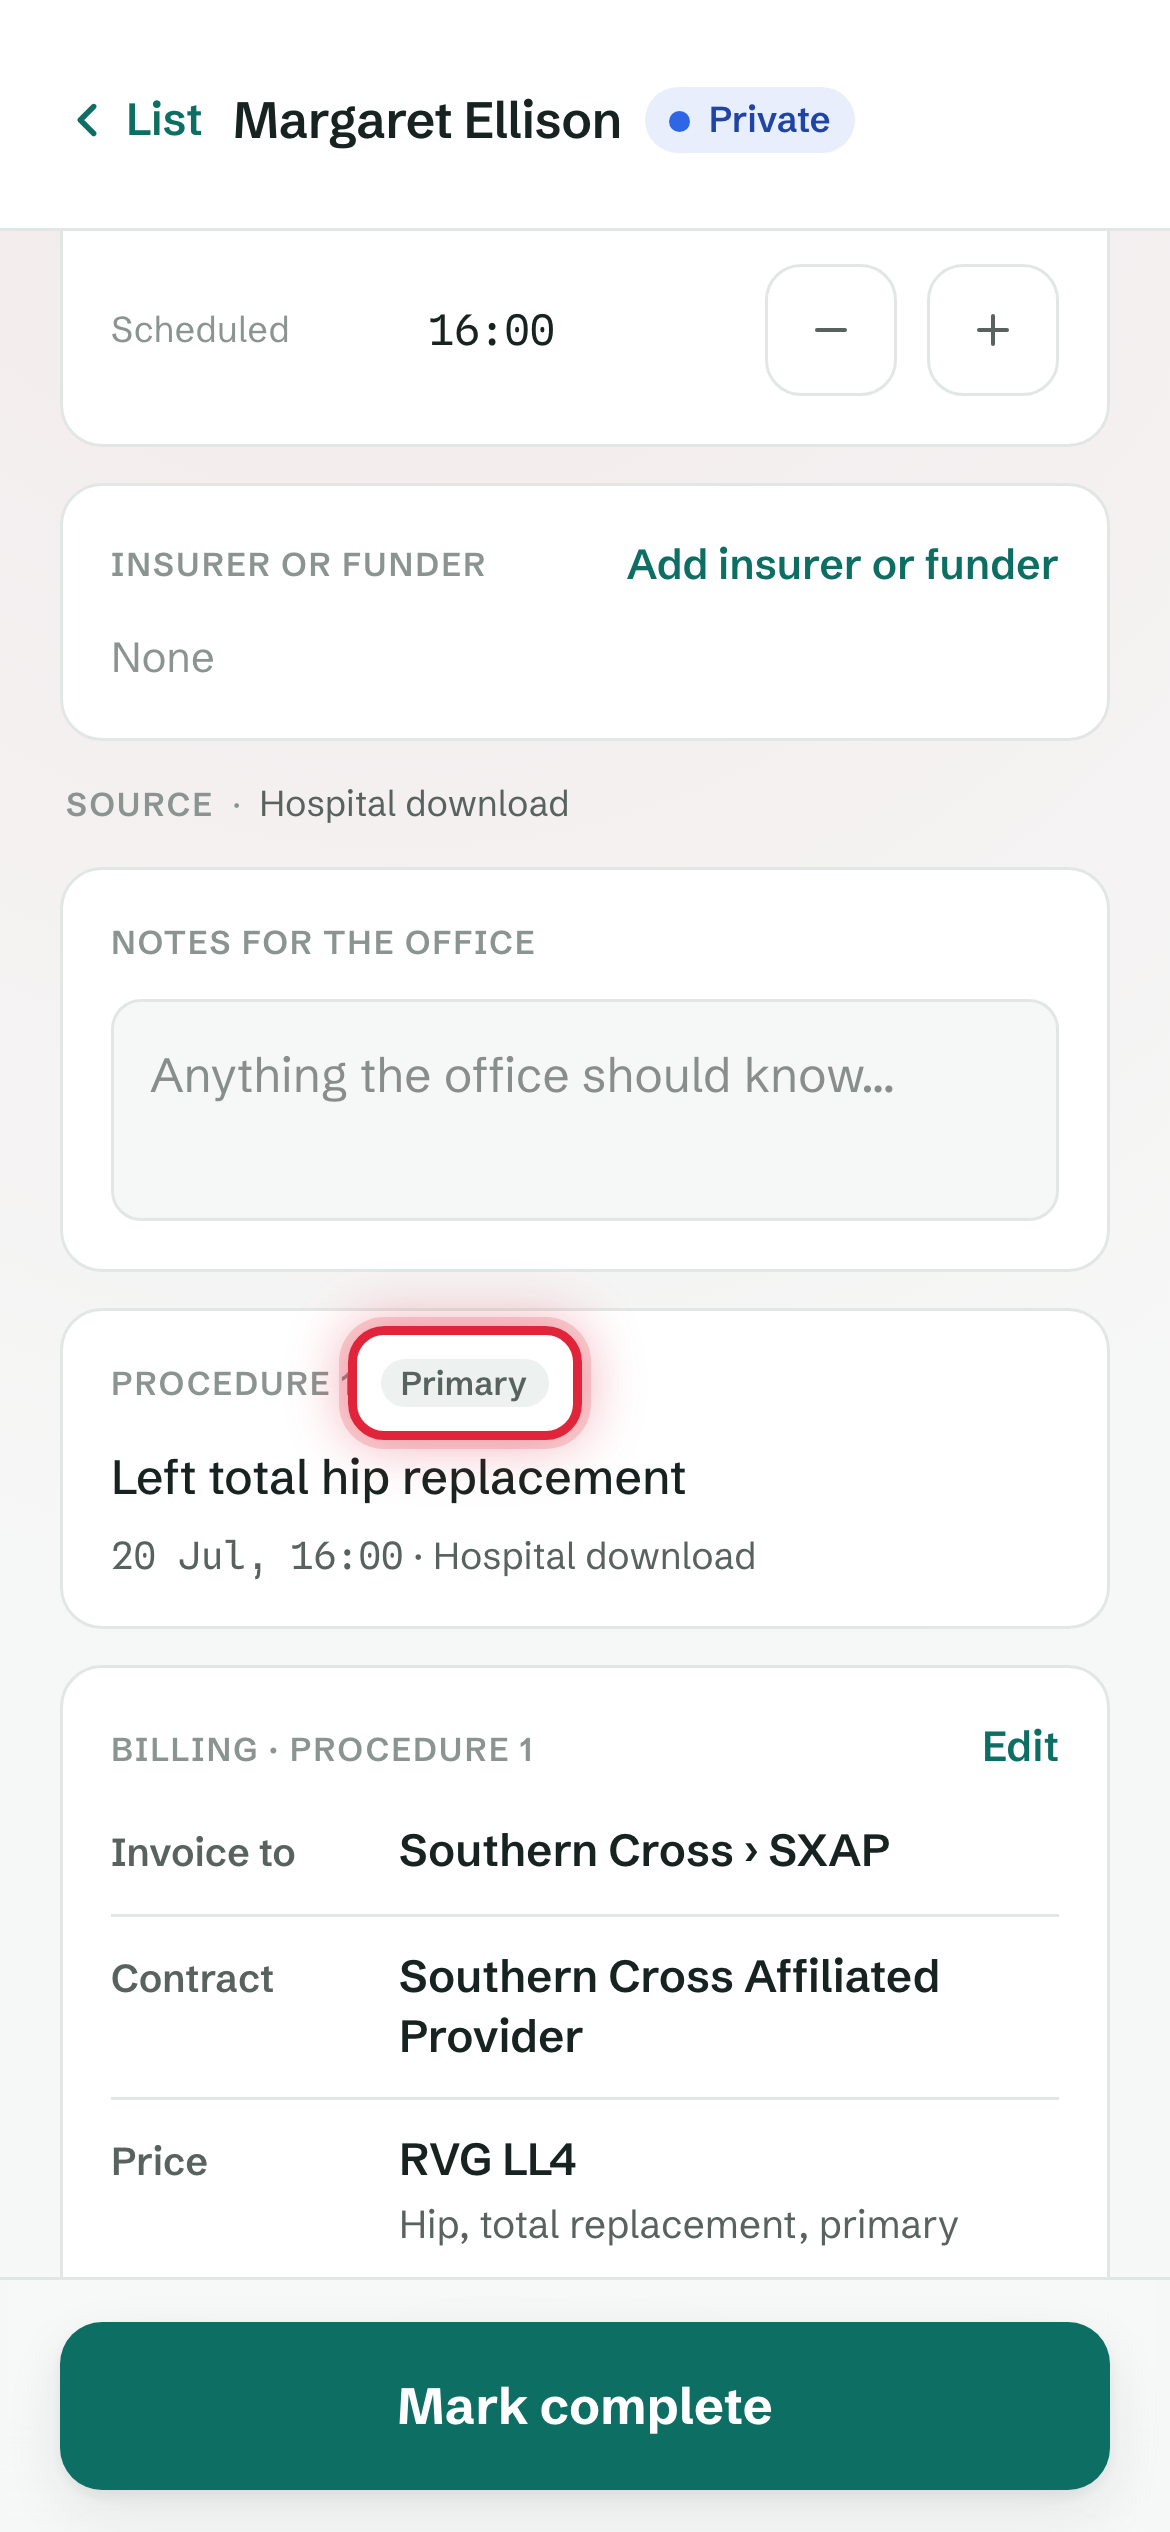 List Margaret Ellison Private
Scheduled 16:00
INSURER OR FUNDER Add insurer or funder
None
SOURCE · Hospital download
NOTES FOR THE OFFICE
Anything the office should know...
PROCEDURE 1 Primary
Left total hip replacement
20 Jul, 16:00 · Hospital download
BILLING · PROCEDURE 1 Edit
Invoice to Southern Cross › SXAP
Contract Southern Cross Affiliated
Provider
Price RVG LL4
Hip, total replacement, primary
Mark complete